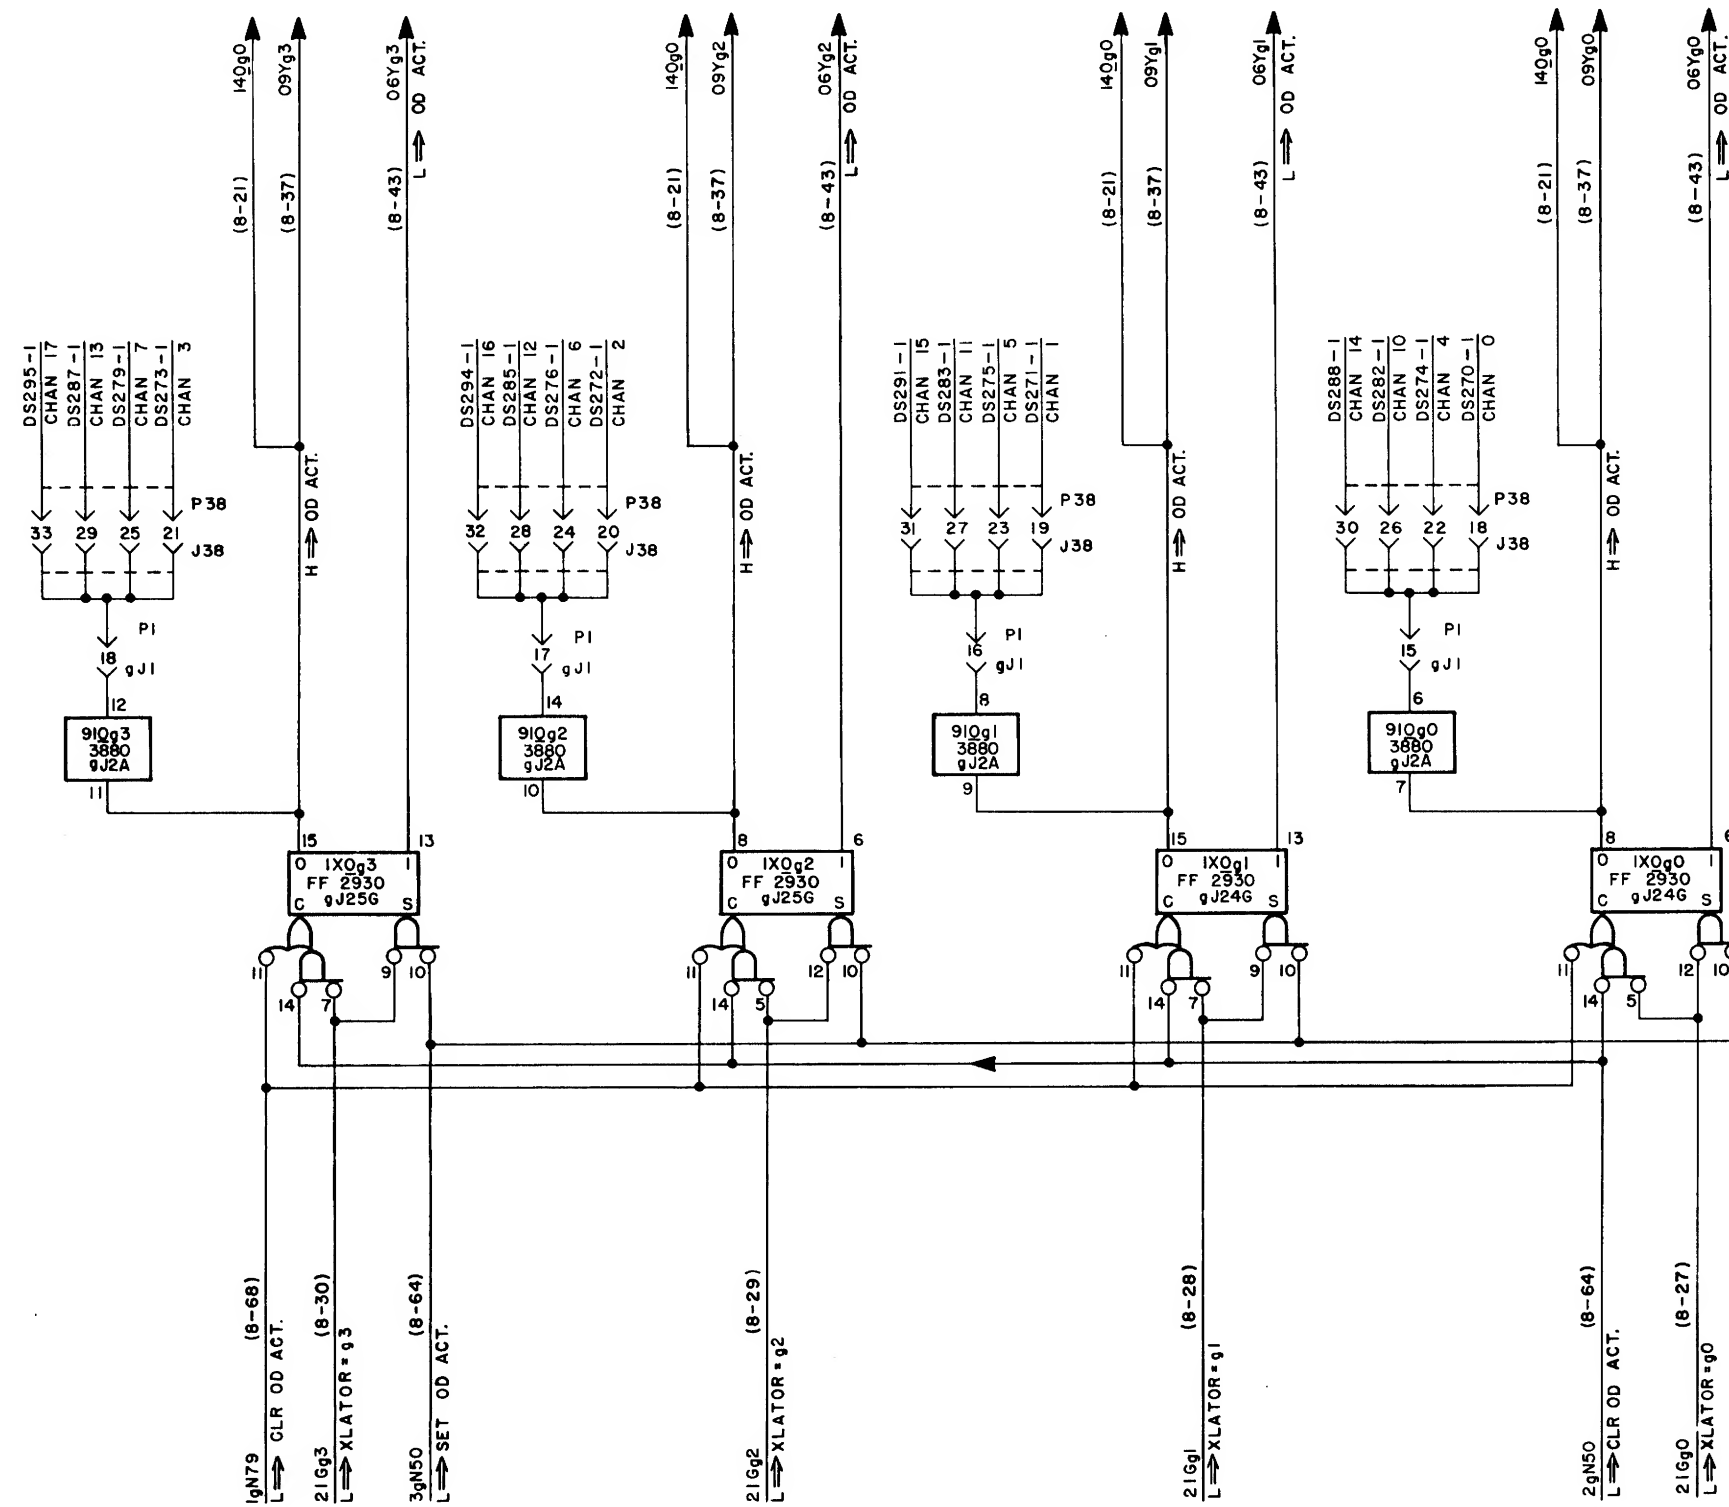 14Qg0
09Yg3
06Yg3
L⟹ OD ACT.
14Qg0
09Yg2
06Yg2
L⟹ OD ACT.
14Qg0
09Yg1
06Yg1
L⟹ OD ACT.
14Qg0
09Yg0
06Yg0
L⟹ OD ACT.
(8-21)
(8-37)
(8-43)
(8-21)
(8-37)
(8-43)
(8-21)
(8-37)
(8-43)
(8-21)
(8-37)
(8-43)
DS295-1
CHAN 17
DS287-1
CHAN 13
DS279-1
CHAN 7
DS273-1
CHAN 3
DS294-1
CHAN 16
DS285-1
CHAN 12
DS276-1
CHAN 6
DS272-1
CHAN 2
DS291-1
CHAN 15
DS283-1
CHAN 11
DS275-1
CHAN 5
DS271-1
CHAN 1
DS288-1
CHAN 14
DS282-1
CHAN 10
DS274-1
CHAN 4
DS270-1
CHAN 0
H⟹ OD ACT.
H⟹ OD ACT.
H⟹ OD ACT.
H⟹ OD ACT.
P38
P38
P38
P38
33 29 25 21
32 28 24 20
31 27 23 19
30 26 22 18
J38
J38
J38
J38
P1
18
gJ1
P1
17
gJ1
P1
16
gJ1
P1
15
gJ1
12
91Qg3
3880
gJ2A
11
14
91Qg2
3880
gJ2A
10
8
91Qg1
3880
gJ2A
9
6
91Qg0
3880
gJ2A
7
15 13
0 1XQg3 1
FF 2930
C gJ25G S
11 14 7 9 10
8 6
0 1XQg2 1
FF 2930
C gJ25G S
11 14 5 12 10
15 13
0 1XQg1 1
FF 2930
C gJ24G S
11 14 7 9 10
8 6
0 1XQg0 1
FF 2930
C gJ24G S
11 14 5 12 10
(8-68)
(8-30)
(8-64)
(8-29)
(8-28)
(8-64)
(8-27)
1gN79
L⟹ CLR OD ACT.
21Gg3
L⟹XLATOR=g3
3gN50
L⟹SET OD ACT.
21Gg2
L⟹XLATOR=g2
21Gg1
L⟹XLATOR=g1
2gN50
L⟹CLR OD ACT.
21Gg0
L⟹XLATOR=g0